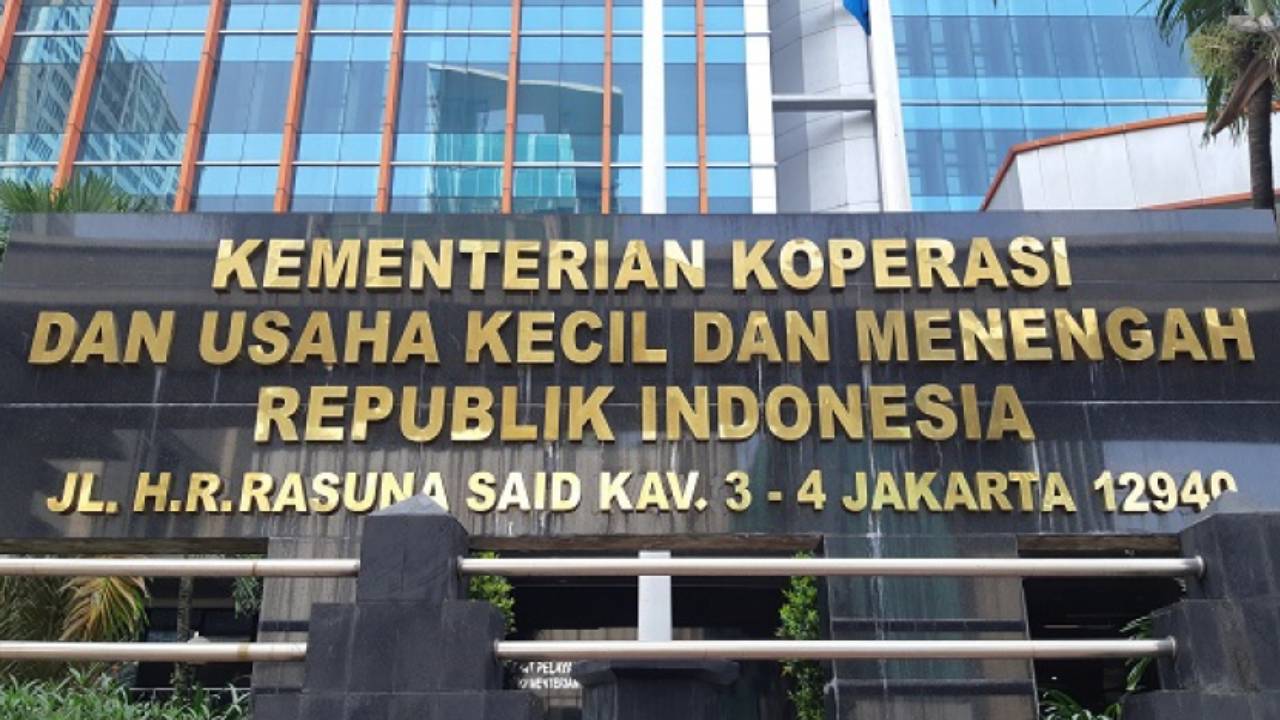 KEMENTERIAN KOPERASI
DAN USAHA KECIL DAN MENENGAH
REPUBLIK INDONESIA
JL. H.R.RASUNA SAID KAV. 3 - 4 JAKARTA 12940